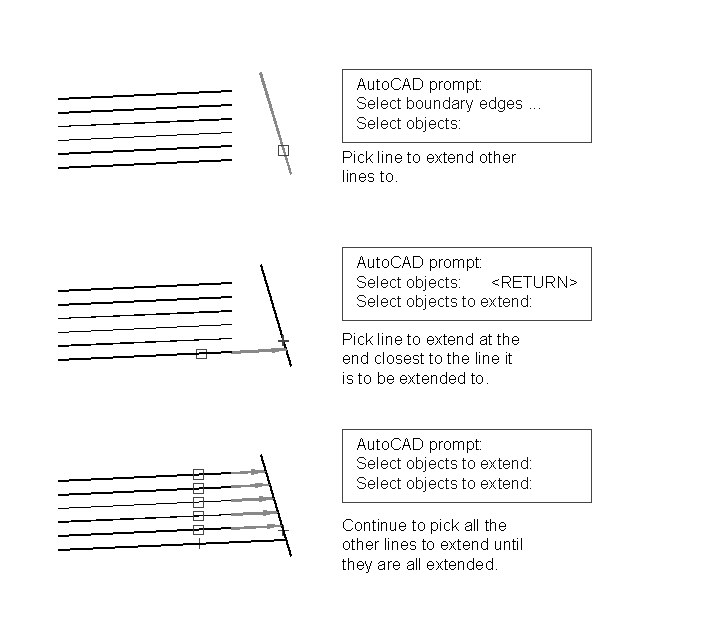 AutoCAD prompt:
Select boundary edges ...
Select objects:
Pick line to extend other
lines to.
AutoCAD prompt:
Select objects: <RETURN>
Select objects to extend:
Pick line to extend at the
end closest to the line it
is to be extended to.
AutoCAD prompt:
Select objects to extend:
Select objects to extend:
Continue to pick all the
other lines to extend until
they are all extended.